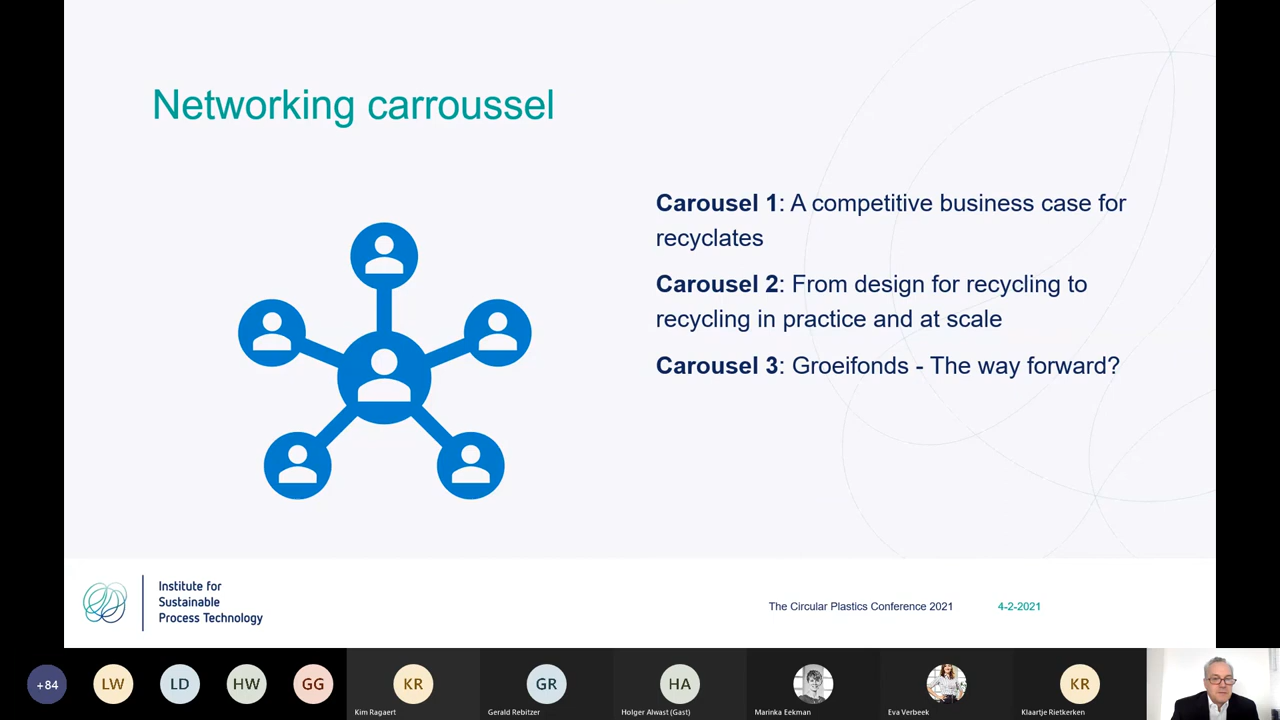 Networking carroussel
Carousel 1: A competitive business case for
recyclates
Carousel 2: From design for recycling to
recycling in practice and at scale
Carousel 3: Groeifonds - The way forward?
Institute for
Sustainable
Process Technology
The Circular Plastics Conference 2021
4-2-2021
+84
LW
LD
HW
GG
KR
Kim Ragaert
GR
Gerald Rebitzer
HA
Holger Alwast (Gast)
Marinka Eekman
Eva Verbeek
KR
Klaartje Rietkerken